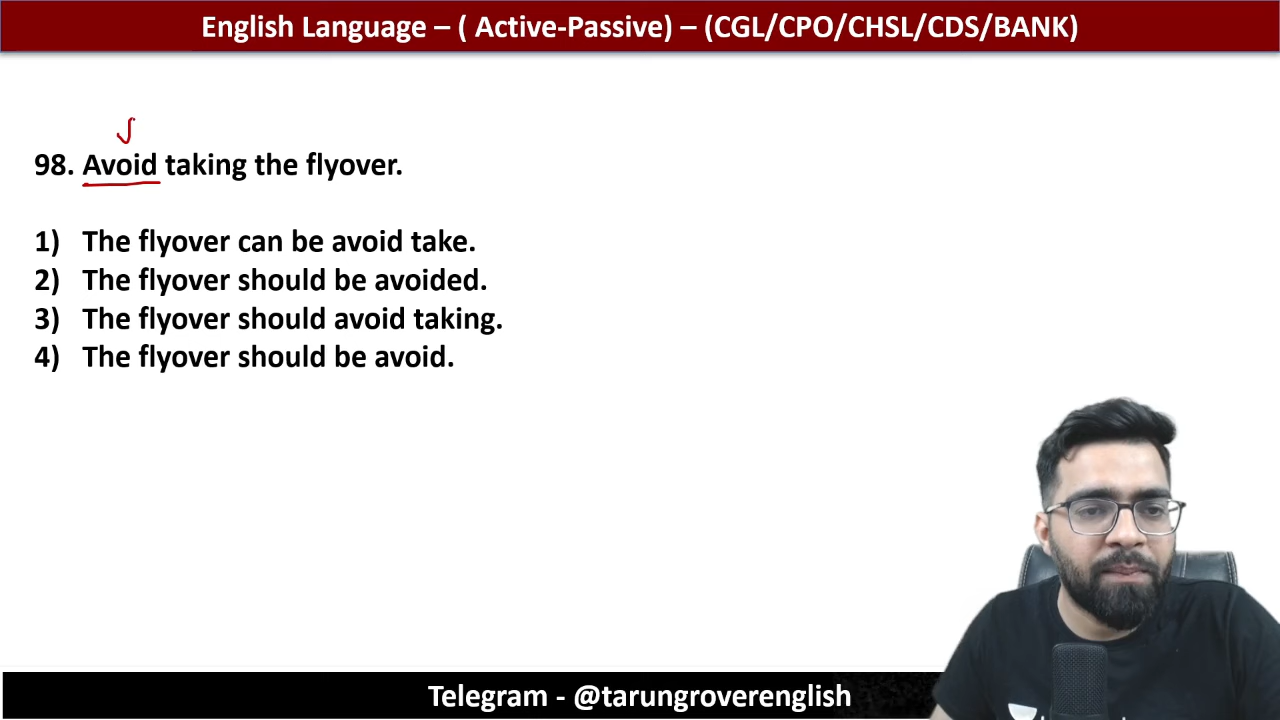 English Language – ( Active-Passive) – (CGL/CPO/CHSL/CDS/BANK)
98. Avoid taking the flyover.
1) The flyover can be avoid take.
2) The flyover should be avoided.
3) The flyover should avoid taking.
4) The flyover should be avoid.
Telegram - @tarungroverenglish